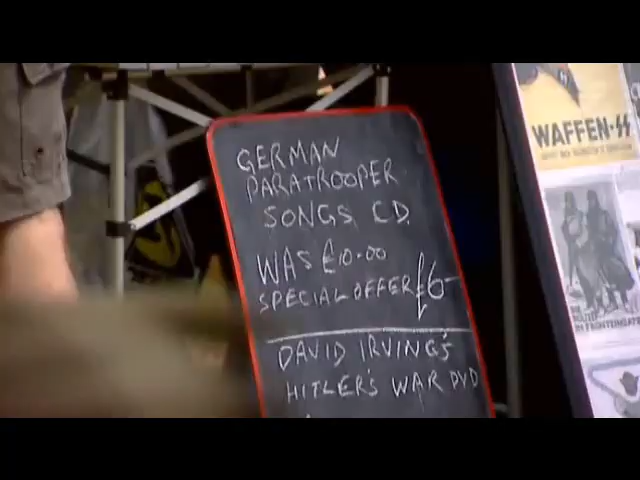 GERMAN
PARATROOPER
SONGS CD.
WAS £10.00
SPECIAL OFFER £6-
DAVID IRVING'S
HITLER'S WAR DVD
WAFFEN-SS